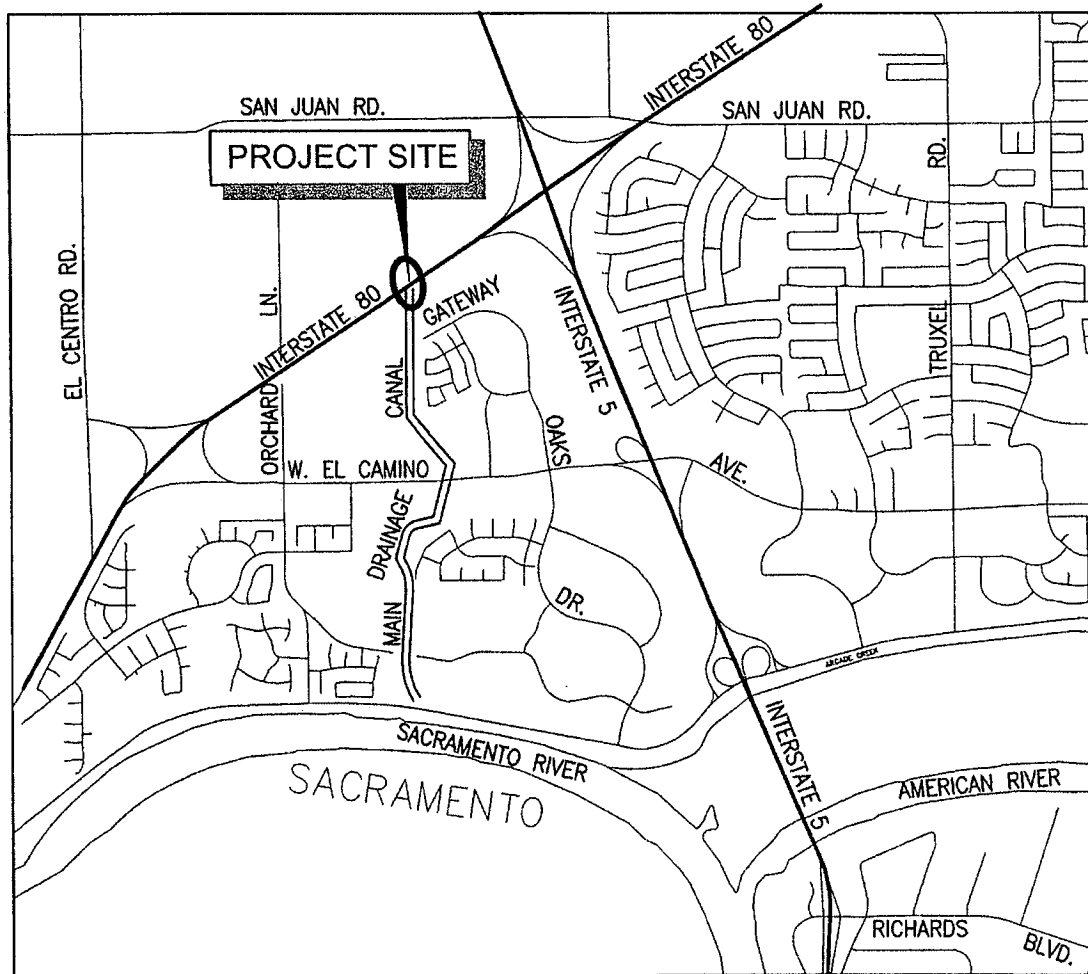 INTERSTATE 80
SAN JUAN RD.
SAN JUAN RD.
PROJECT SITE
RD.
EL CENTRO RD.
ORCHARD LN.
INTERSTATE 80
GATEWAY
OAKS
DR.
INTERSTATE 5
TRUXEL
MAIN DRAINAGE CANAL
W. EL CAMINO
AVE.
ARCADE CREEK
SACRAMENTO RIVER
SACRAMENTO
INTERSTATE 5
AMERICAN RIVER
RICHARDS
BLVD.